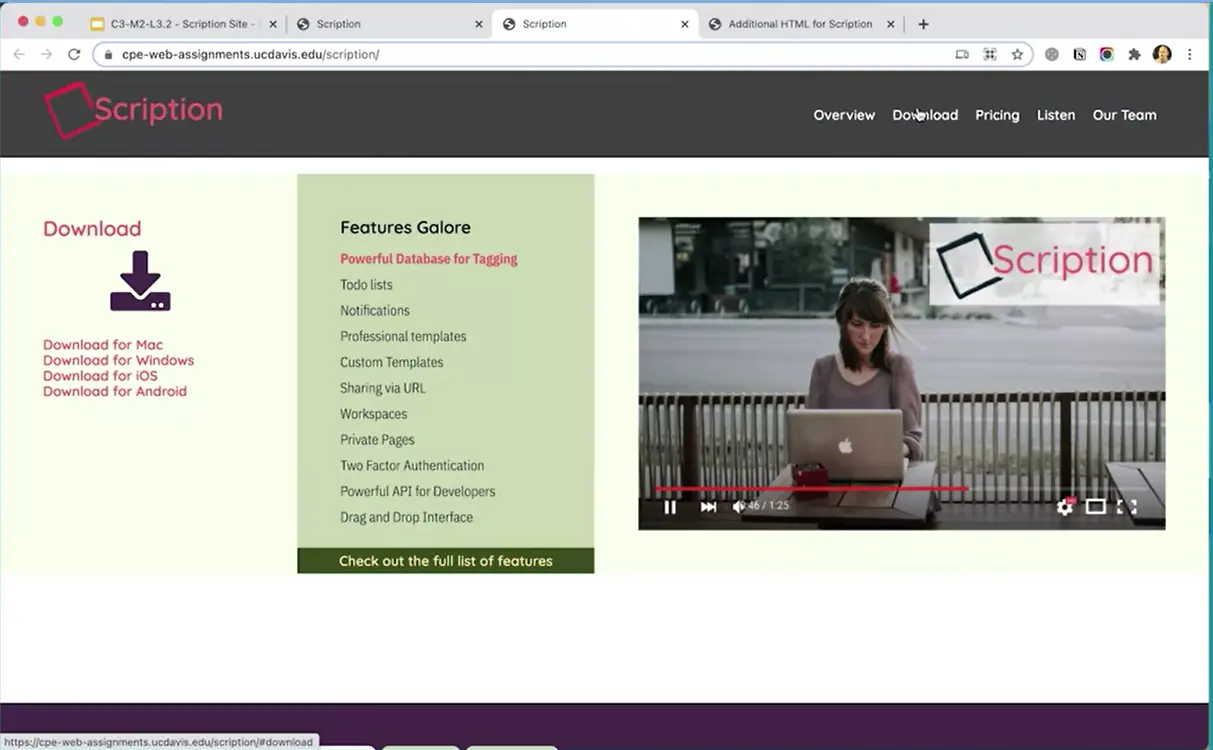 C3-M2-L3.2 - Scription Site -
Scription
Scription
Additional HTML for Scription
cpe-web-assignments.ucdavis.edu/scription/
Scription
Overview
Download
Pricing
Listen
Our Team
Download
Download for Mac
Download for Windows
Download for iOS
Download for Android
Features Galore
Powerful Database for Tagging
Todo lists
Notifications
Professional templates
Custom Templates
Sharing via URL
Workspaces
Private Pages
Two Factor Authentication
Powerful API for Developers
Drag and Drop Interface
Check out the full list of features
Scription
:46 / 1:25
https://cpe-web-assignments.ucdavis.edu/scription/#download